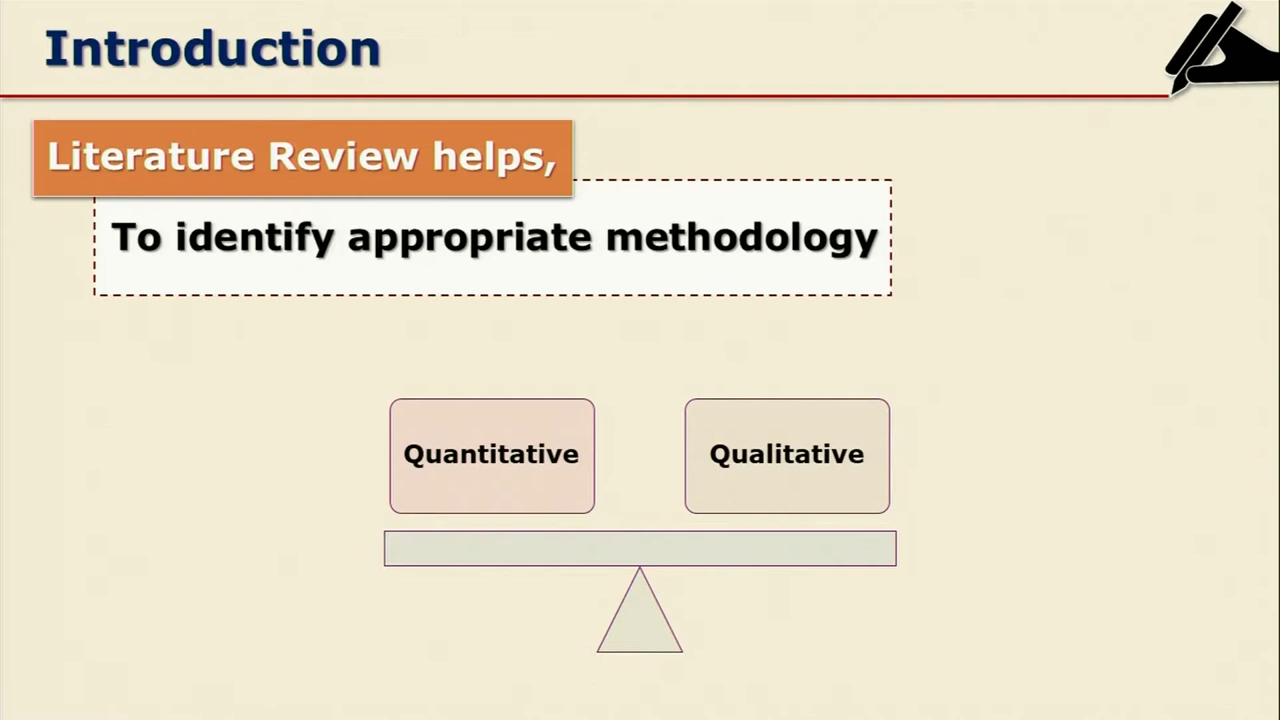 Introduction
Literature Review helps,
To identify appropriate methodology
Quantitative
Qualitative